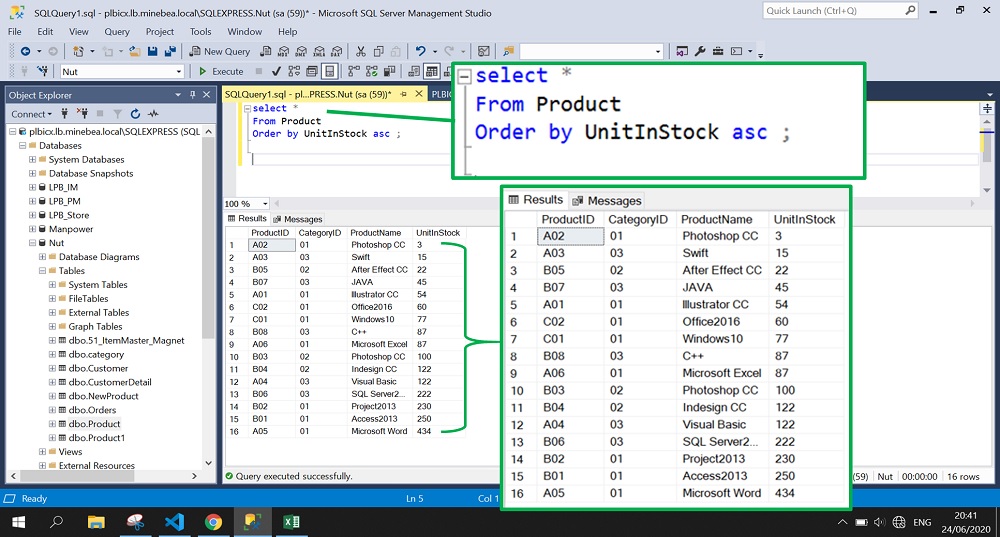 SQLQuery1.sql - plbicx.lb.minebea.local\SQLEXPRESS.Nut (sa (59))* - Microsoft SQL Server Management Studio
Quick Launch (Ctrl+Q)
File Edit View Query Project Tools Window Help
New Query
Nut
Execute
Object Explorer
Connect
plbicx.lb.minebea.local\SQLEXPRESS (SQL
Databases
System Databases
Database Snapshots
LPB_IM
LPB_PM
LPB_Store
Manpower
Nut
Database Diagrams
Tables
System Tables
FileTables
External Tables
Graph Tables
dbo.51_ItemMaster_Magnet
dbo.category
dbo.Customer
dbo.CustomerDetail
dbo.NewProduct
dbo.Orders
dbo.Product
dbo.Product1
Views
External Resources
SQLQuery1.sql - pl...PRESS.Nut (sa (59))*
PLBIC
select *
From Product
Order by UnitInStock asc ;
select *
From Product
Order by UnitInStock asc ;
100 %
Results Messages
ProductID CategoryID ProductName UnitInStock
1 A02 01 Photoshop CC 3
2 A03 03 Swift 15
3 B05 02 After Effect CC 22
4 B07 03 JAVA 45
5 A01 01 Illustrator CC 54
6 C02 01 Office2016 60
7 C01 01 Windows10 77
8 B08 03 C++ 87
9 A06 01 Microsoft Excel 87
10 B03 02 Photoshop CC 100
11 B04 02 Indesign CC 122
12 A04 03 Visual Basic 122
13 B06 03 SQL Server2... 222
14 B02 01 Project2013 230
15 B01 01 Access2013 250
16 A05 01 Microsoft Word 434
Results Messages
ProductID CategoryID ProductName UnitInStock
1 A02 01 Photoshop CC 3
2 A03 03 Swift 15
3 B05 02 After Effect CC 22
4 B07 03 JAVA 45
5 A01 01 Illustrator CC 54
6 C02 01 Office2016 60
7 C01 01 Windows10 77
8 B08 03 C++ 87
9 A06 01 Microsoft Excel 87
10 B03 02 Photoshop CC 100
11 B04 02 Indesign CC 122
12 A04 03 Visual Basic 122
13 B06 03 SQL Server2... 222
14 B02 01 Project2013 230
15 B01 01 Access2013 250
16 A05 01 Microsoft Word 434
Query executed successfully.
(59) Nut 00:00:00 16 rows
Ready Ln 5 Col 1
ENG
20:41
24/06/2020